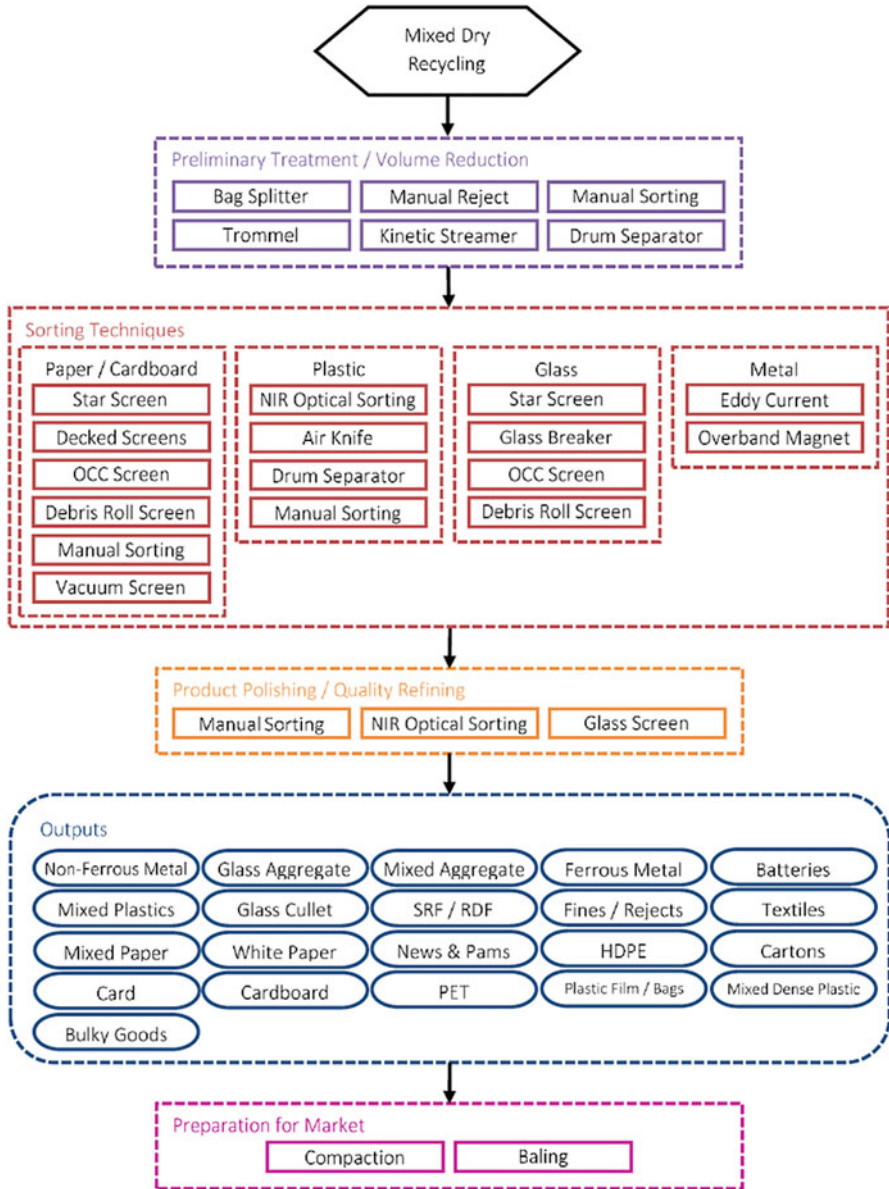 Mixed Dry
Recycling
Preliminary Treatment / Volume Reduction
Bag Splitter
Manual Reject
Manual Sorting
Trommel
Kinetic Streamer
Drum Separator
Sorting Techniques
Paper / Cardboard
Star Screen
Decked Screens
OCC Screen
Debris Roll Screen
Manual Sorting
Vacuum Screen
Plastic
NIR Optical Sorting
Air Knife
Drum Separator
Manual Sorting
Glass
Star Screen
Glass Breaker
OCC Screen
Debris Roll Screen
Metal
Eddy Current
Overband Magnet
Product Polishing / Quality Refining
Manual Sorting
NIR Optical Sorting
Glass Screen
Outputs
Non-Ferrous Metal
Glass Aggregate
Mixed Aggregate
Ferrous Metal
Batteries
Mixed Plastics
Glass Cullet
SRF / RDF
Fines / Rejects
Textiles
Mixed Paper
White Paper
News & Pams
HDPE
Cartons
Card
Cardboard
PET
Plastic Film / Bags
Mixed Dense Plastic
Bulky Goods
Preparation for Market
Compaction
Baling